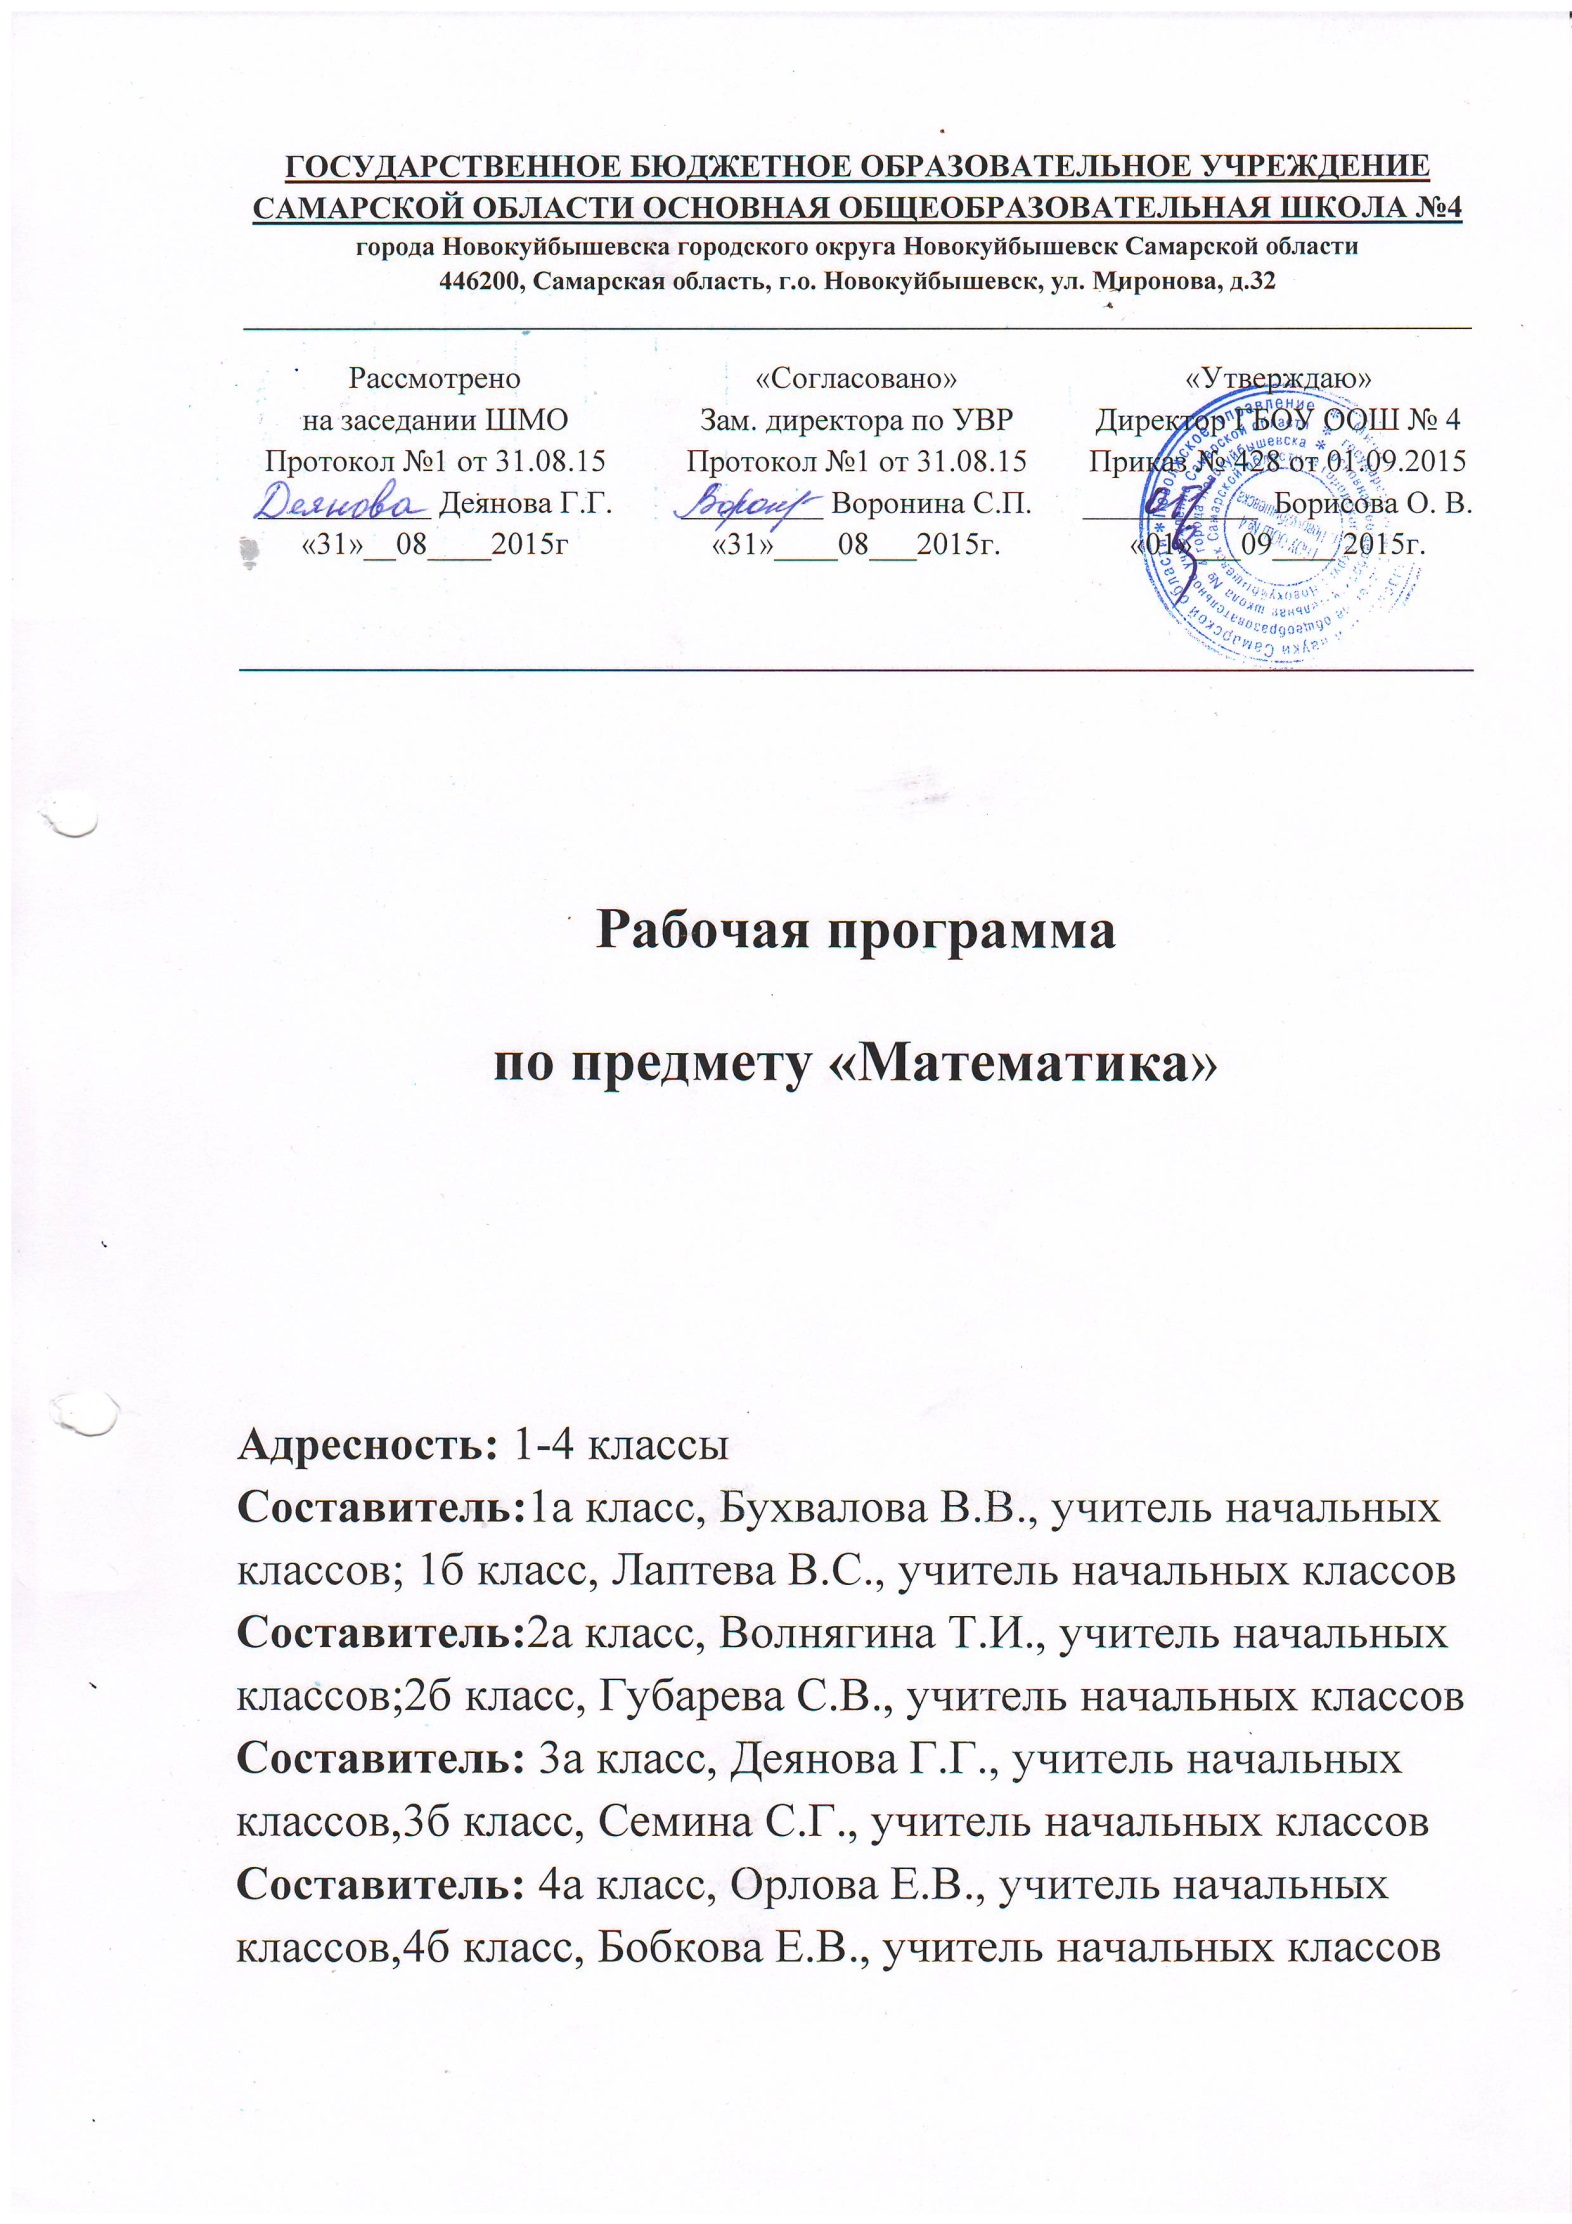 ГОСУДАРСТВЕННОЕ БЮДЖЕТНОЕ ОБРАЗОВАТЕЛЬНОЕ УЧРЕЖДЕНИЕ
САМАРСКОЙ ОБЛАСТИ ОСНОВНАЯ ОБЩЕОБРАЗОВАТЕЛЬНАЯ ШКОЛА №4
города Новокуйбышевска городского округа Новокуйбышевск Самарской области
446200, Самарская область, г.о. Новокуйбышевск, ул. Миронова, д.32
Рассмотрено
на заседании ШМО
Протокол №1 от 31.08.15
Деянова Деянова Г.Г.
«31»__08____2015г
«Согласовано»
Зам. директора по УВР
Протокол №1 от 31.08.15
_________ Воронина С.П.
«31»____08___2015г.
«Утверждаю»
Директор ГБОУ ООШ № 4
Приказ № 428 от 01.09.2015
____________Борисова О. В.
«01»___09____2015г.
Рабочая программа
по предмету «Математика»
Адресность: 1-4 классы
Составитель:1а класс, Бухвалова В.В., учитель начальных
классов; 1б класс, Лаптева В.С., учитель начальных классов
Составитель:2а класс, Волнягина Т.И., учитель начальных
классов;2б класс, Губарева С.В., учитель начальных классов
Составитель: 3а класс, Деянова Г.Г., учитель начальных
классов,3б класс, Семина С.Г., учитель начальных классов
Составитель: 4а класс, Орлова Е.В., учитель начальных
классов,4б класс, Бобкова Е.В., учитель начальных классов